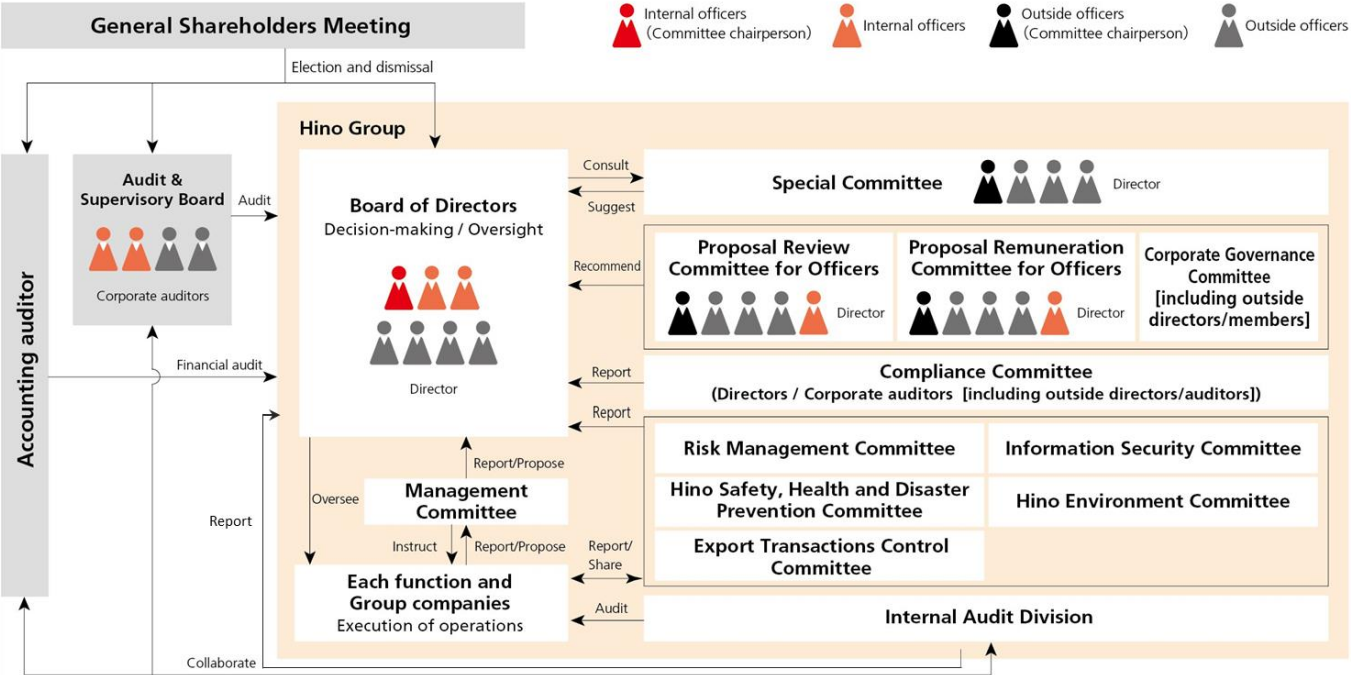 General Shareholders Meeting
Internal officers
(Committee chairperson)
Internal officers
Outside officers
(Committee chairperson)
Outside officers
Election and dismissal
Hino Group
Accounting auditor
Audit &
Supervisory Board
Corporate auditors
Audit
Financial audit
Board of Directors
Decision-making / Oversight
Director
Consult
Suggest
Special Committee
Director
Recommend
Proposal Review
Committee for Officers
Director
Proposal Remuneration
Committee for Officers
Director
Corporate Governance
Committee
[including outside
directors/members]
Report
Compliance Committee
(Directors / Corporate auditors [including outside directors/auditors])
Report
Risk Management Committee
Information Security Committee
Hino Safety, Health and Disaster
Prevention Committee
Hino Environment Committee
Export Transactions Control
Committee
Report/Propose
Oversee
Management
Committee
Report
Instruct
Report/Propose
Report/
Share
Each function and
Group companies
Execution of operations
Audit
Internal Audit Division
Collaborate